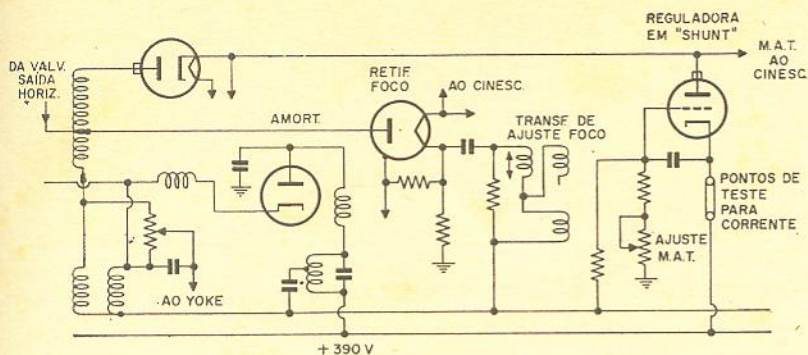 REGULADORA
EM "SHUNT"
M.A.T.
AO
CINESC.
DA VALV.
SAÍDA
HORIZ.
RETIF.
FOCO
AO CINESC.
AMORT.
TRANSF. DE
AJUSTE FOCO
PONTOS DE
TESTE
PARA
CORRENTE
AJUSTE
M.A.T.
AO YOKE
+ 390 V